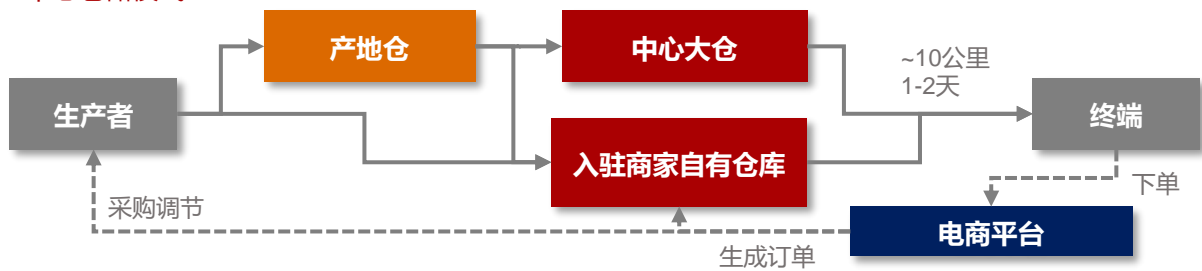 产地仓
中心大仓
~10公里
1-2天
生产者
终端
入驻商家自有仓库
下单
采购调节
电商平台
生成订单